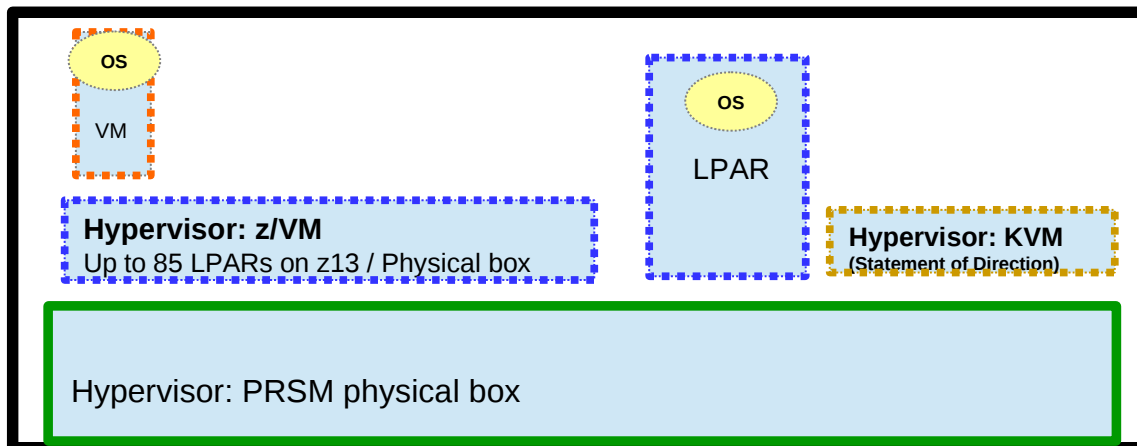 OS
VM
OS
LPAR
Hypervisor: z/VM
Up to 85 LPARs on z13 / Physical box
Hypervisor: KVM
(Statement of Direction)
Hypervisor: PRSM physical box